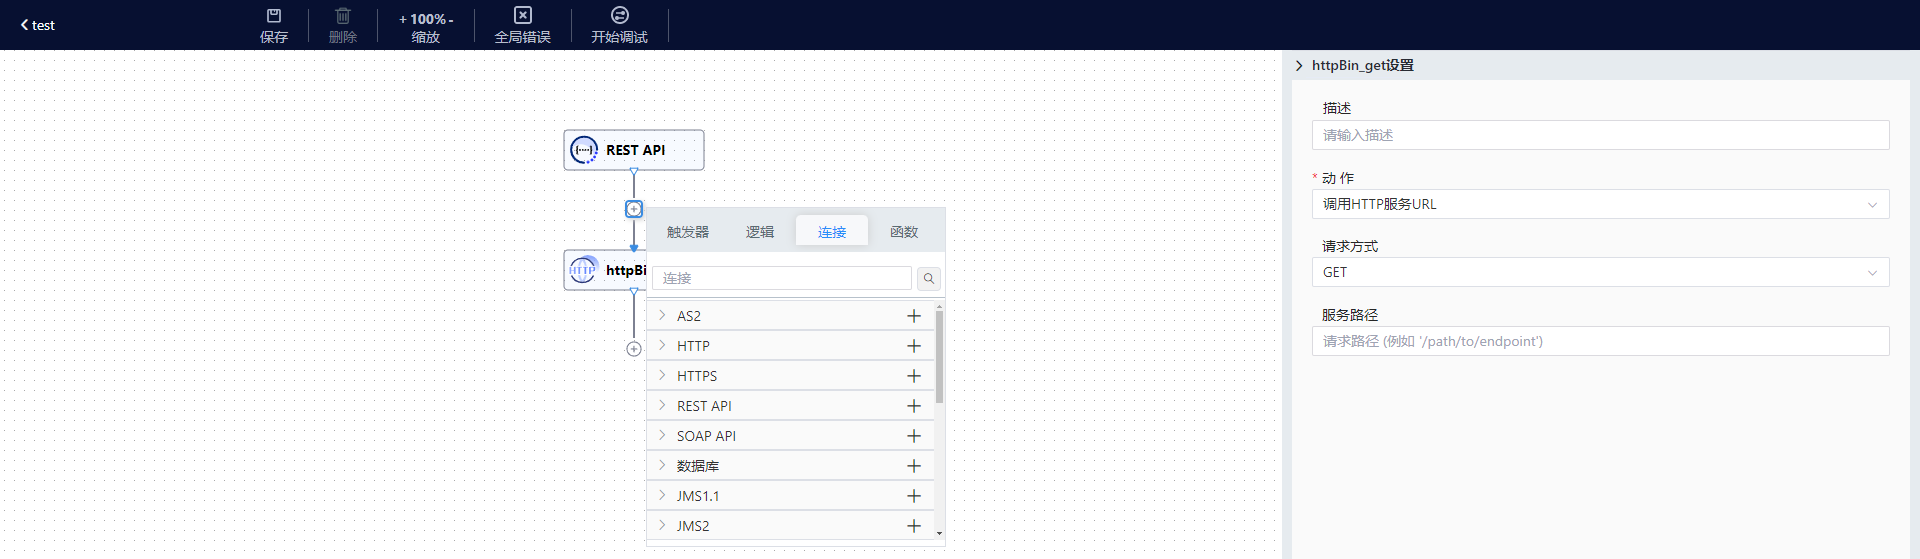 test
保存
删除
+ 100% -
缩放
全局错误
开始调试
REST API
HTTP
httpBi
触发器
逻辑
连接
函数
连接
AS2
HTTP
HTTPS
REST API
SOAP API
数据库
JMS1.1
JMS2
httpBin_get设置
描述
请输入描述
* 动 作
调用HTTP服务URL
请求方式
GET
服务路径
请求路径 (例如 '/path/to/endpoint')